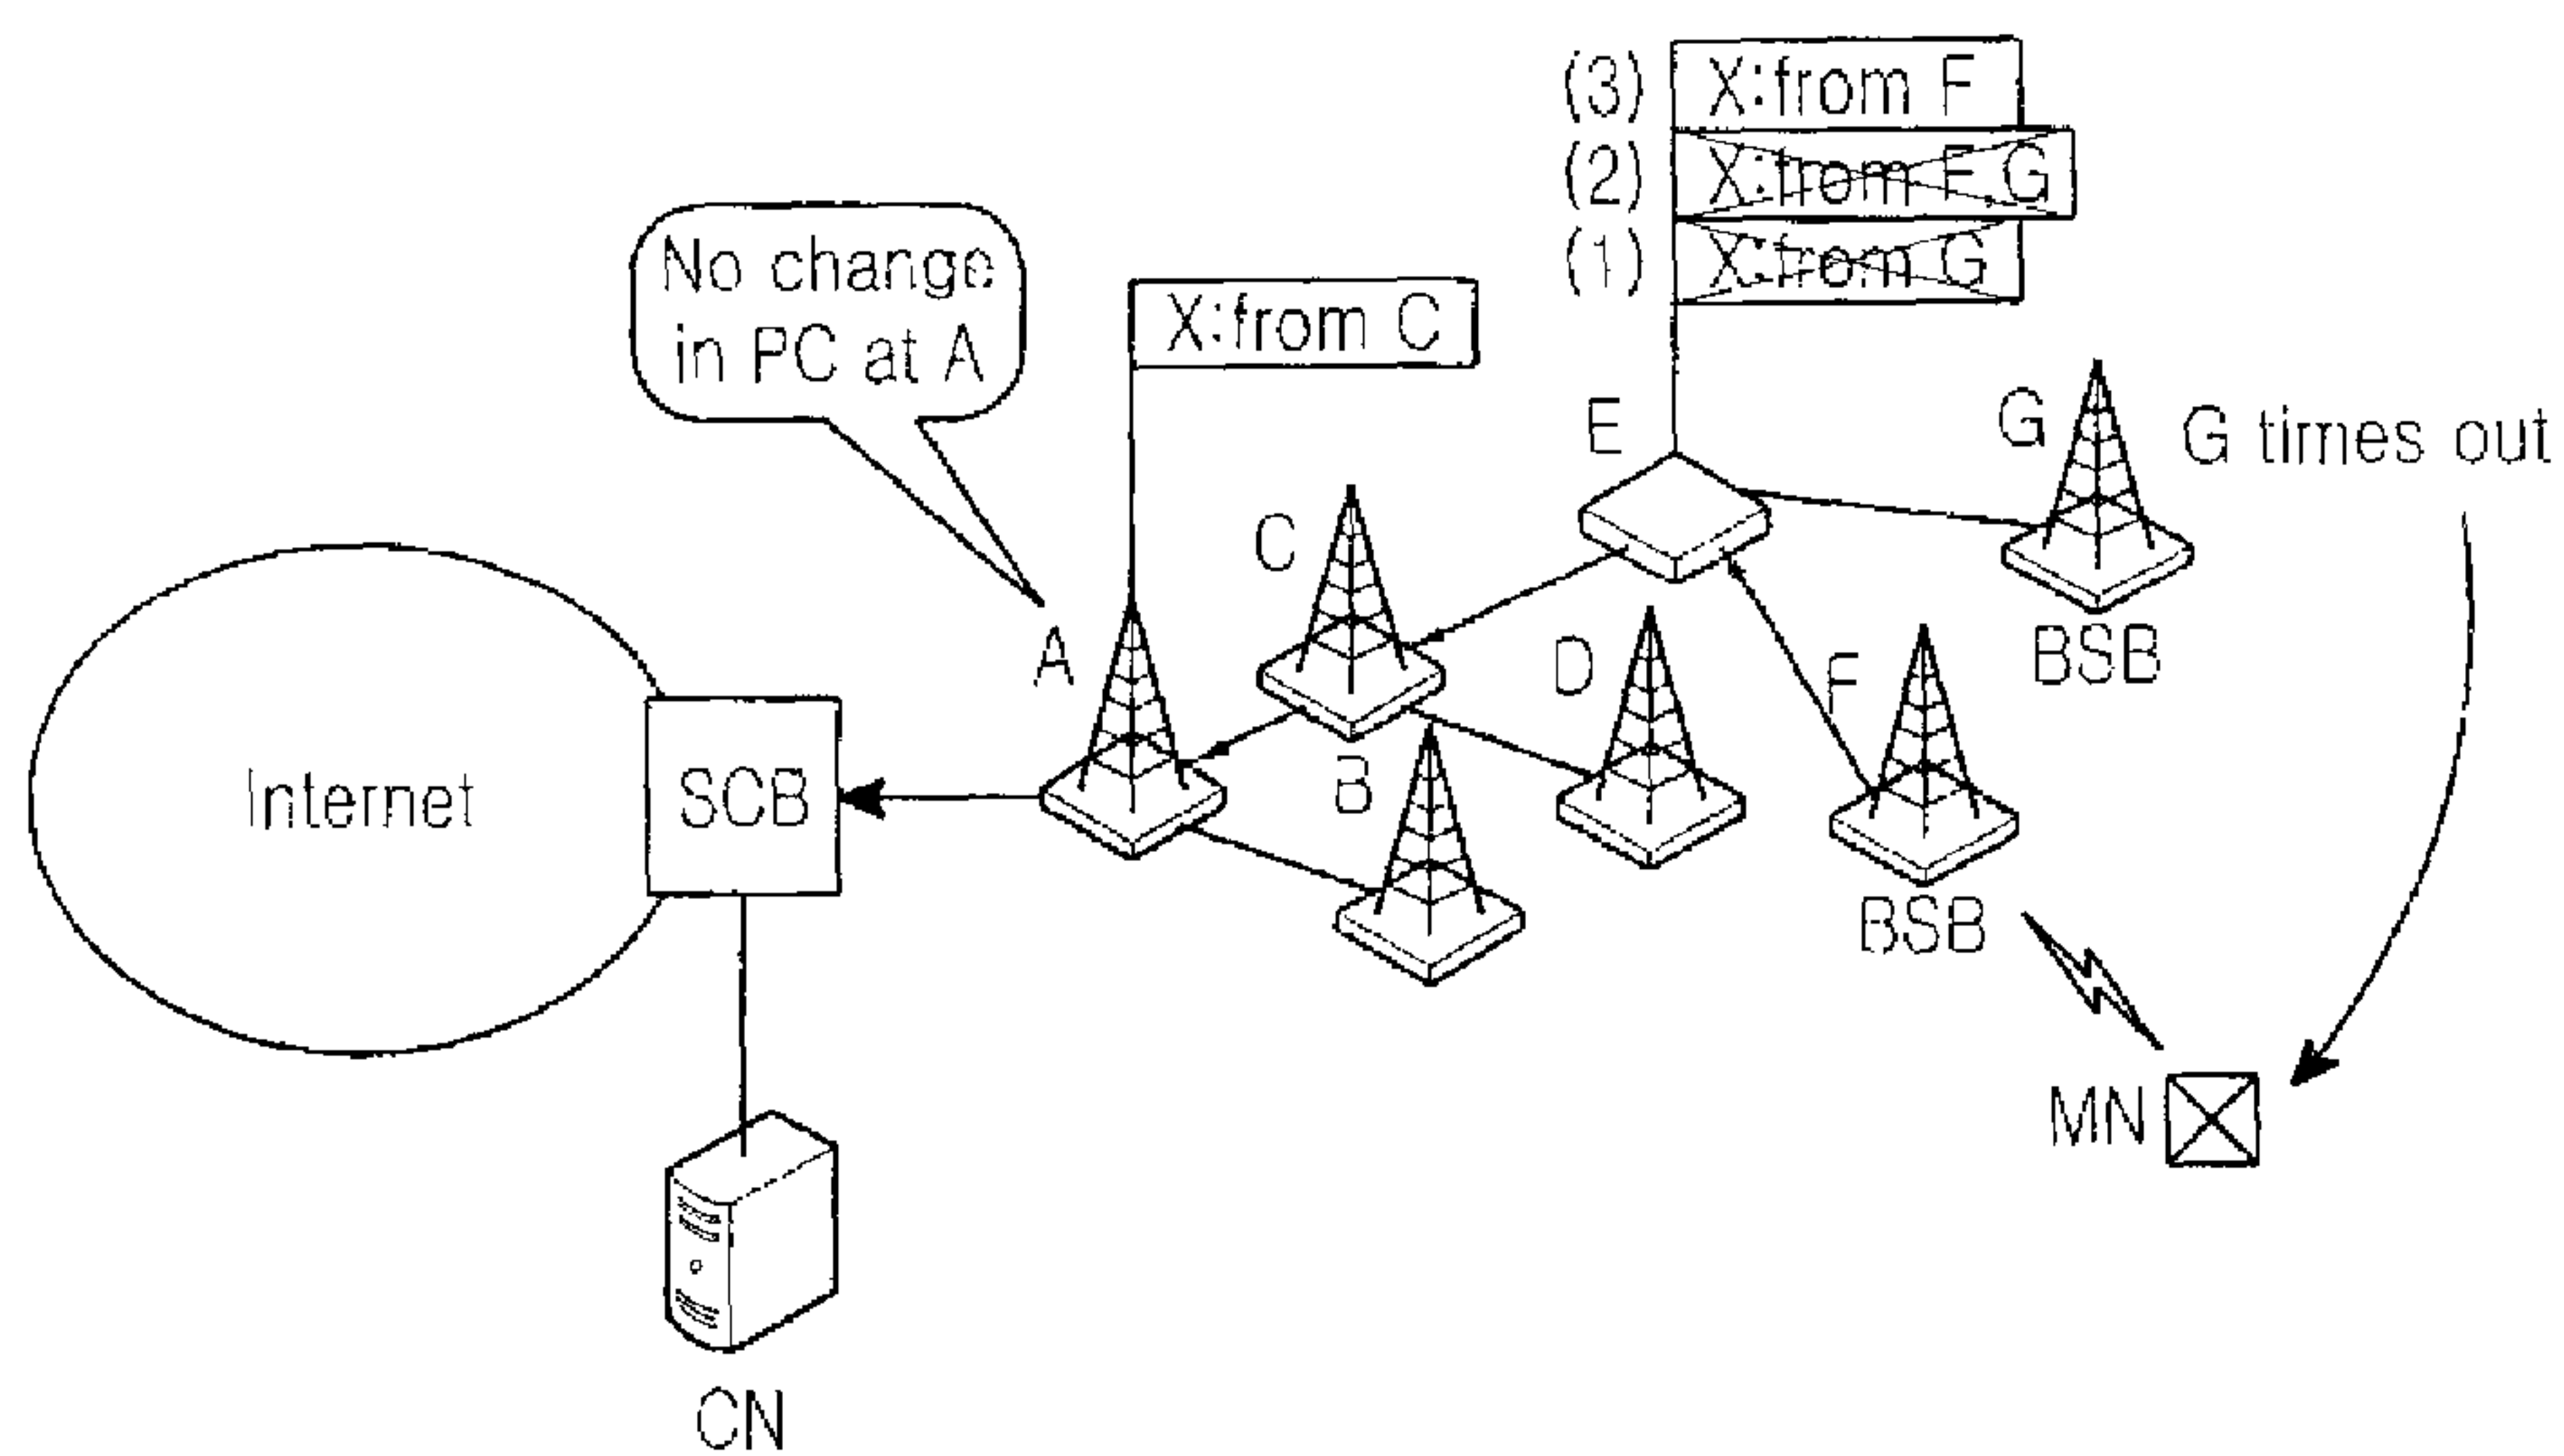 (3) X:from F
(2) X:from F,G
(1) X:from G
No change
in PC at A
X:from C
E
G
G times out
C
A
D
F
BSB
B
Internet
SCB
BSB
MN
CN